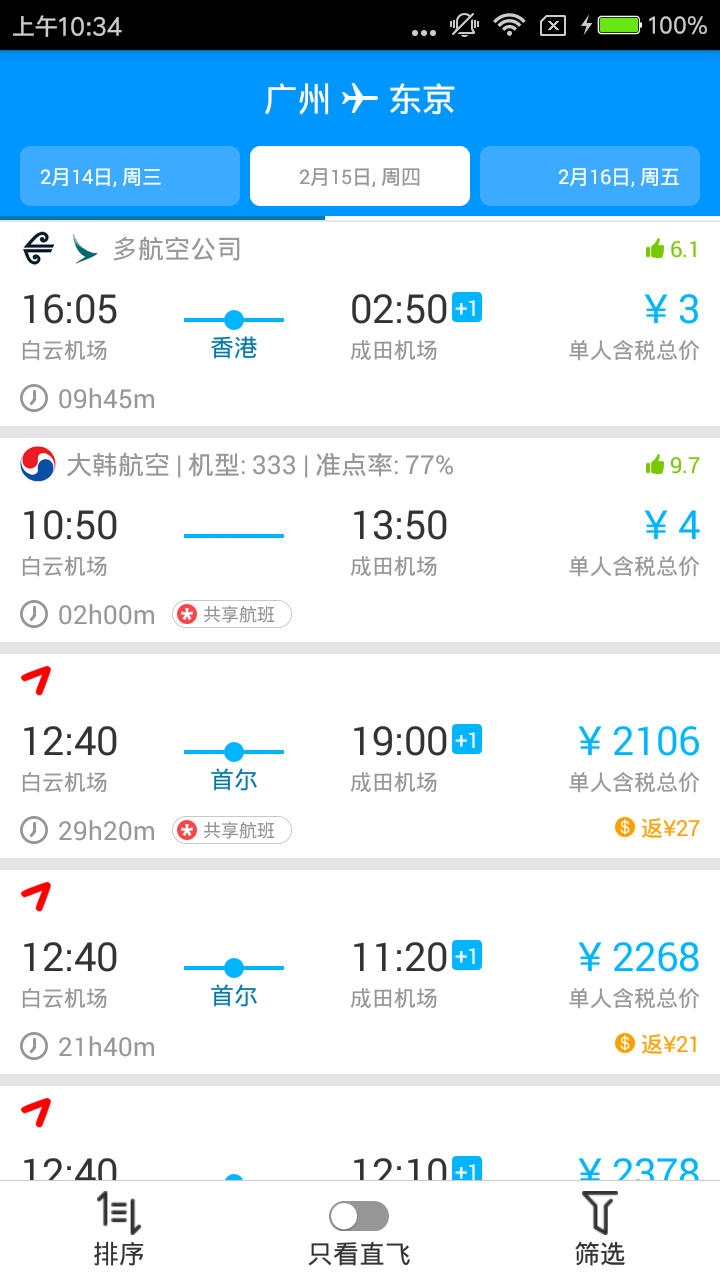 上午10:34
... 100%
广州 东京
2月14日, 周三
2月15日, 周四
2月16日, 周五
多航空公司
6.1
16:05
02:50 +1
¥ 3
白云机场
香港
成田机场
单人含税总价
09h45m
大韩航空 | 机型: 333 | 准点率: 77%
9.7
10:50
13:50
¥ 4
白云机场
成田机场
单人含税总价
02h00m
共享航班
12:40
19:00 +1
¥ 2106
白云机场
首尔
成田机场
单人含税总价
29h20m
共享航班
返¥27
12:40
11:20 +1
¥ 2268
白云机场
首尔
成田机场
单人含税总价
21h40m
返¥21
12:40
12:10 +1
¥ 2378
排序
只看直飞
筛选